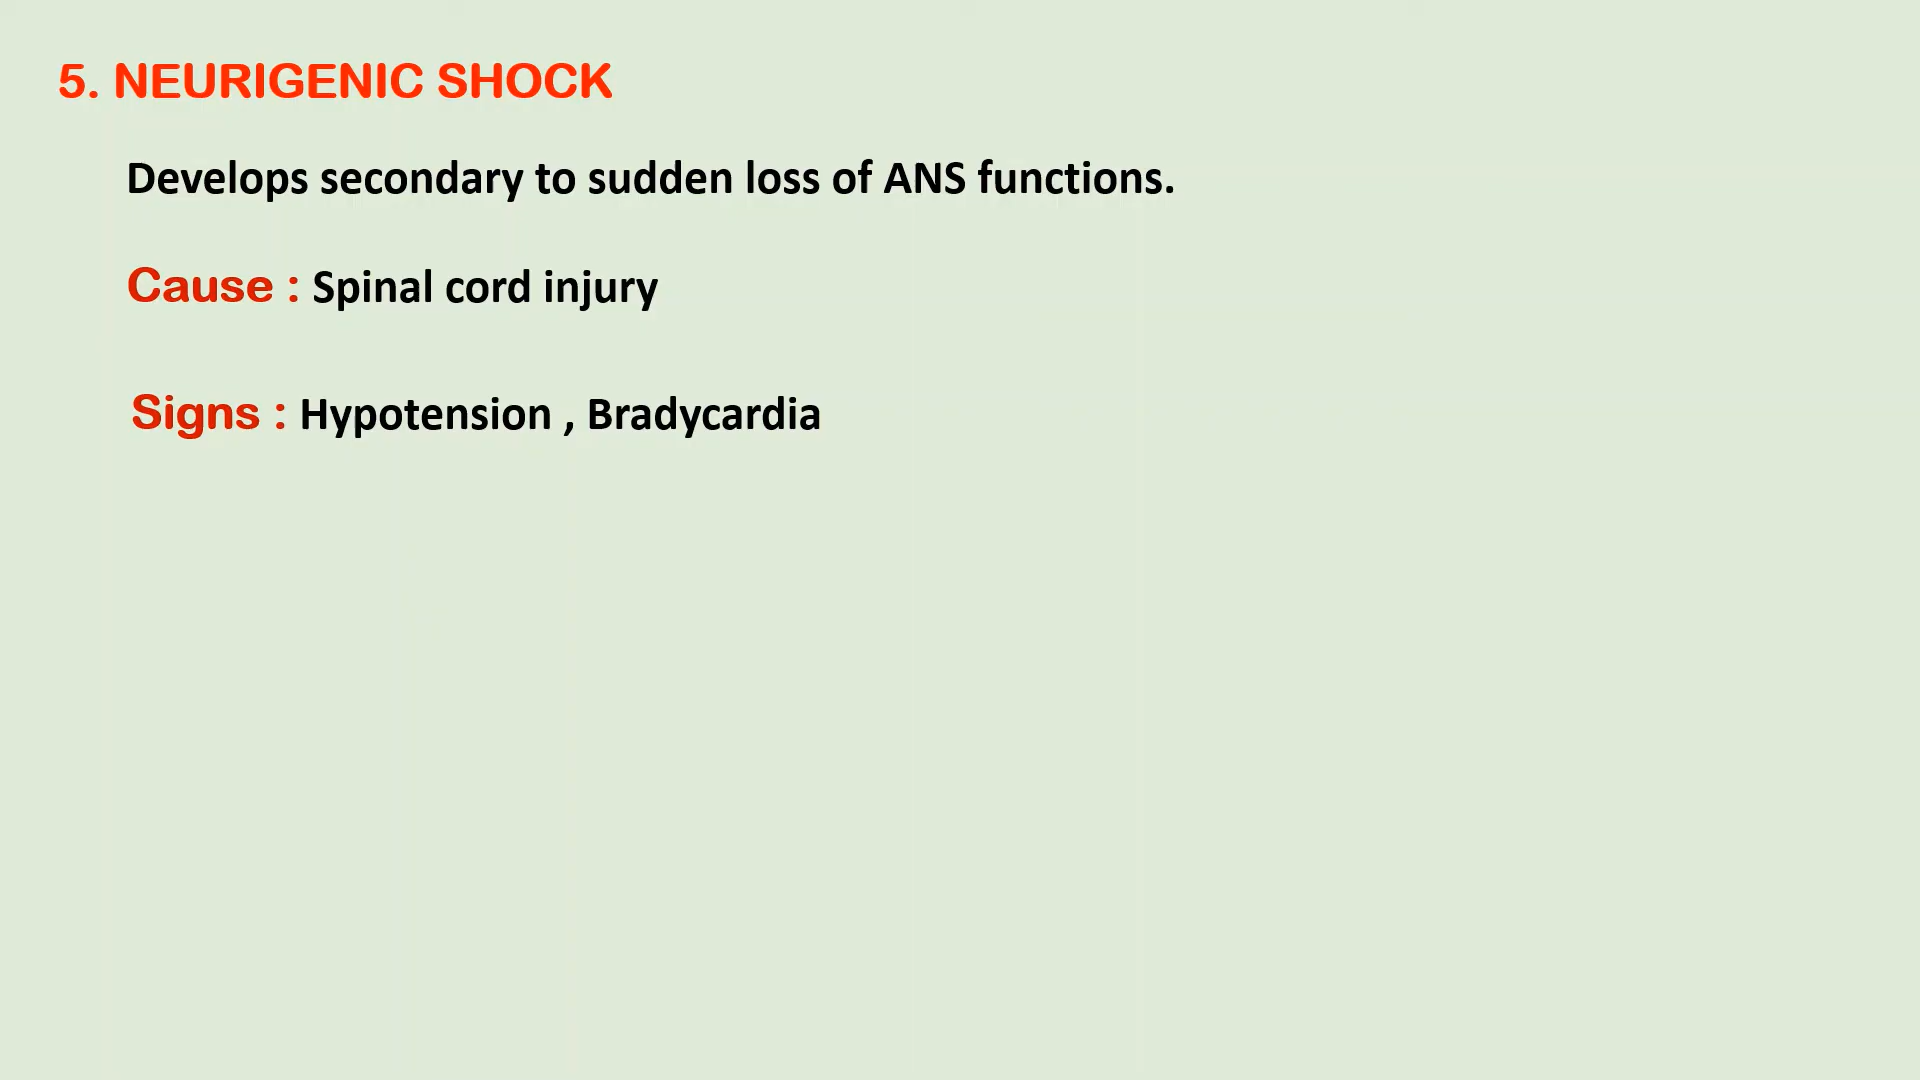 5. NEURIGENIC SHOCK
Develops secondary to sudden loss of ANS functions.
Cause : Spinal cord injury
Signs : Hypotension , Bradycardia